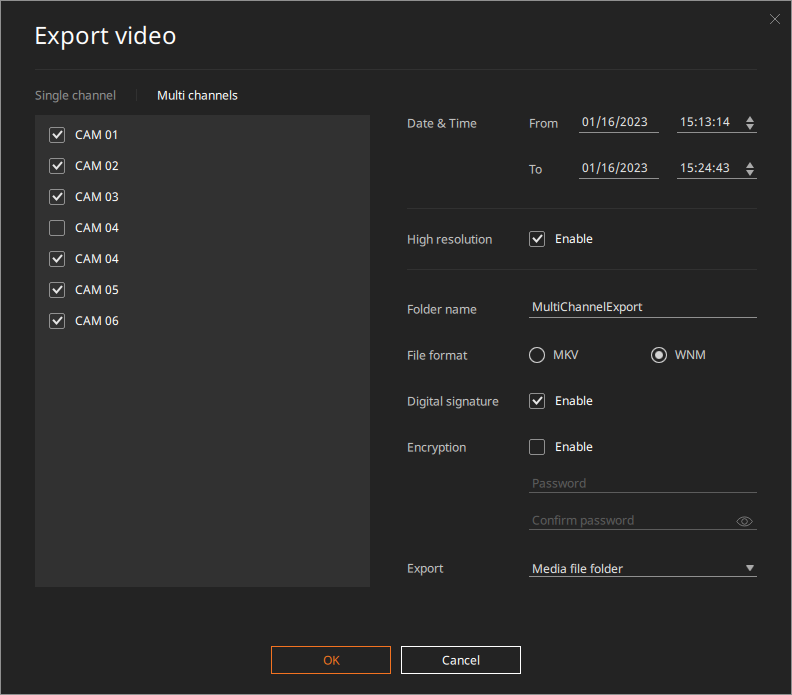 Export video
Single channel
Multi channels
CAM 01
CAM 02
CAM 03
CAM 04
CAM 04
CAM 05
CAM 06
Date & Time
From 01/16/2023 15:13:14
To 01/16/2023 15:24:43
High resolution Enable
Folder name MultiChannelExport
File format MKV WNM
Digital signature Enable
Encryption Enable
Password
Confirm password
Export Media file folder
OK Cancel